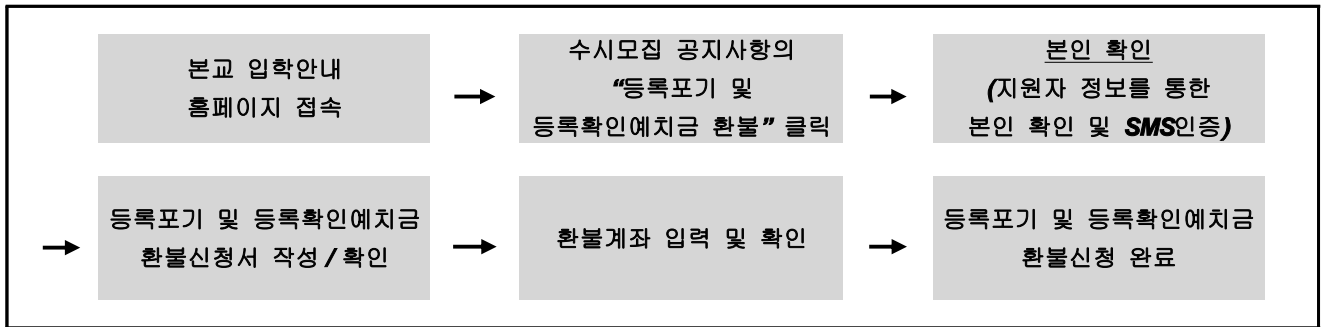 본교 입학안내
홈페이지 접속
수시모집 공지사항의
“등록포기 및
등록확인예치금 환불” 클릭
본인 확인
(지원자 정보를 통한
본인 확인 및 SMS인증)
등록포기 및 등록확인예치금
환불신청서 작성 / 확인
환불계좌 입력 및 확인
등록포기 및 등록확인예치금
환불신청 완료